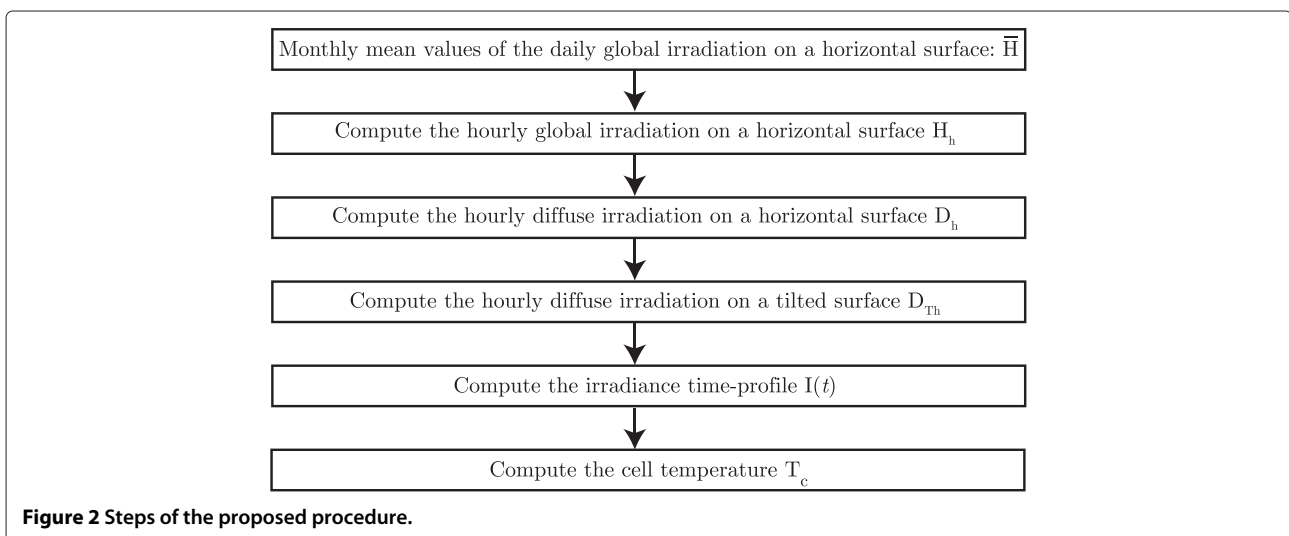 Monthly mean values of the daily global irradiation on a horizontal surface: H̅
Compute the hourly global irradiation on a horizontal surface Hₕ
Compute the hourly diffuse irradiation on a horizontal surface Dₕ
Compute the hourly diffuse irradiation on a tilted surface D_Th
Compute the irradiance time-profile I(t)
Compute the cell temperature T_c
Figure 2 Steps of the proposed procedure.